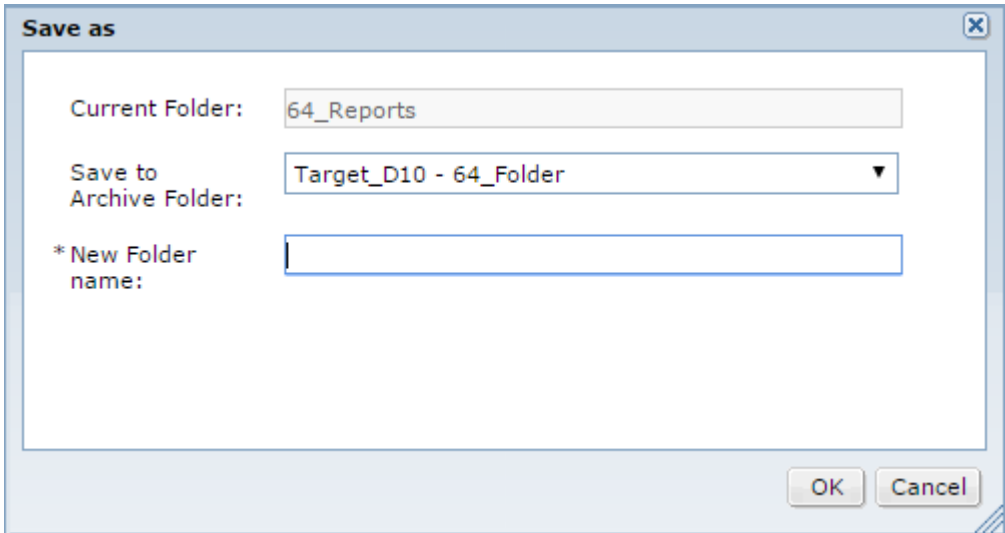 Save as
Current Folder: 64_Reports
Save to
Archive Folder: Target_D10 - 64_Folder
* New Folder
name:
OK Cancel